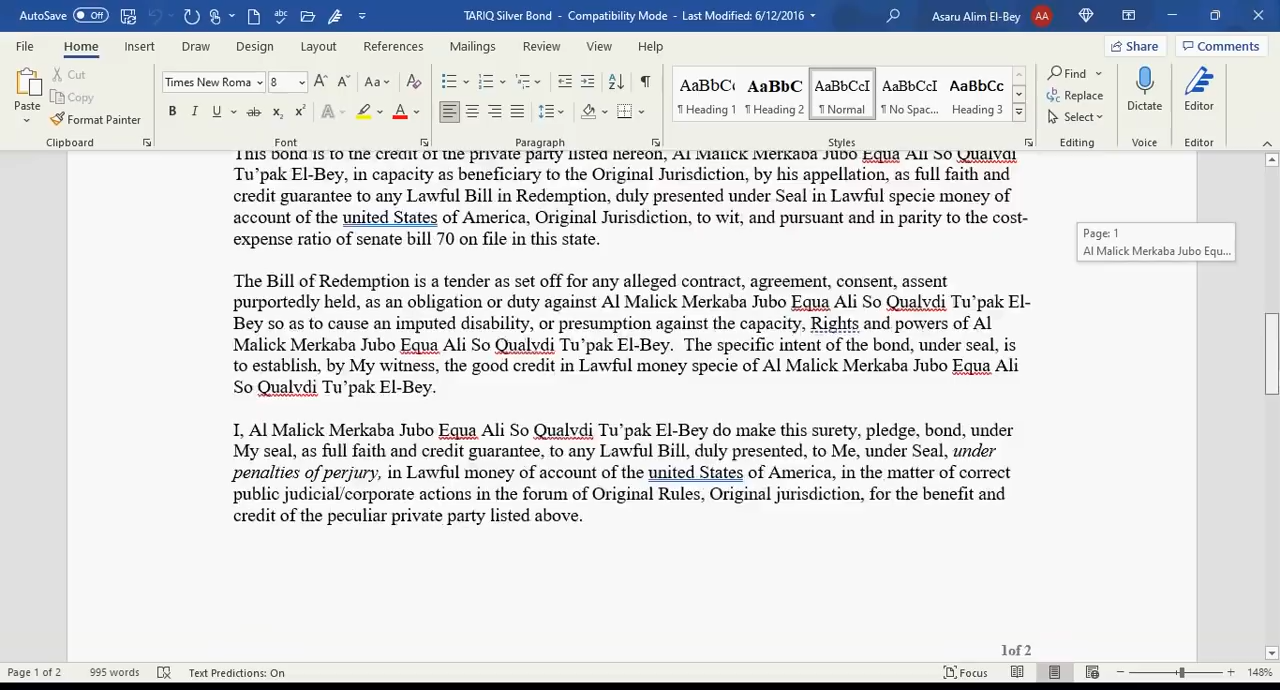 AutoSave Off TARIQ Silver Bond - Compatibility Mode - Last Modified: 6/12/2016 Asaru Alim El-Bey AA
File Home Insert Draw Design Layout References Mailings Review View Help Share Comments
Paste
Cut
Copy
Format Painter
Clipboard
Times New Roma 8
Aa
B I U ab x₂ x² A A
Font
Paragraph
AaBbCc AaBbC AaBbCcI AaBbCcI AaBbCc
¶ Heading 1 ¶ Heading 2 ¶ Normal ¶ No Spac... Heading 3
Styles
Find
Replace
Select
Editing
Dictate
Voice
Editor
Editor
This bond is to the credit of the private party listed hereon, Al Malick Merkaba Jubo Equa Ali So Qualvdi
Tu’pak El-Bey, in capacity as beneficiary to the Original Jurisdiction, by his appellation, as full faith and
credit guarantee to any Lawful Bill in Redemption, duly presented under Seal in Lawful specie money of
account of the united States of America, Original Jurisdiction, to wit, and pursuant and in parity to the cost-
expense ratio of senate bill 70 on file in this state.
Page: 1
Al Malick Merkaba Jubo Equ...
The Bill of Redemption is a tender as set off for any alleged contract, agreement, consent, assent
purportedly held, as an obligation or duty against Al Malick Merkaba Jubo Equa Ali So Qualvdi Tu’pak El-
Bey so as to cause an imputed disability, or presumption against the capacity, Rights and powers of Al
Malick Merkaba Jubo Equa Ali So Qualvdi Tu’pak El-Bey.  The specific intent of the bond, under seal, is
to establish, by My witness, the good credit in Lawful money specie of Al Malick Merkaba Jubo Equa Ali
So Qualvdi Tu’pak El-Bey.
I, Al Malick Merkaba Jubo Equa Ali So Qualvdi Tu’pak El-Bey do make this surety, pledge, bond, under
My seal, as full faith and credit guarantee, to any Lawful Bill, duly presented, to Me, under Seal, under
penalties of perjury, in Lawful money of account of the united States of America, in the matter of correct
public judicial/corporate actions in the forum of Original Rules, Original jurisdiction, for the benefit and
credit of the peculiar private party listed above.
1of 2
Page 1 of 2 995 words Text Predictions: On Focus 148%